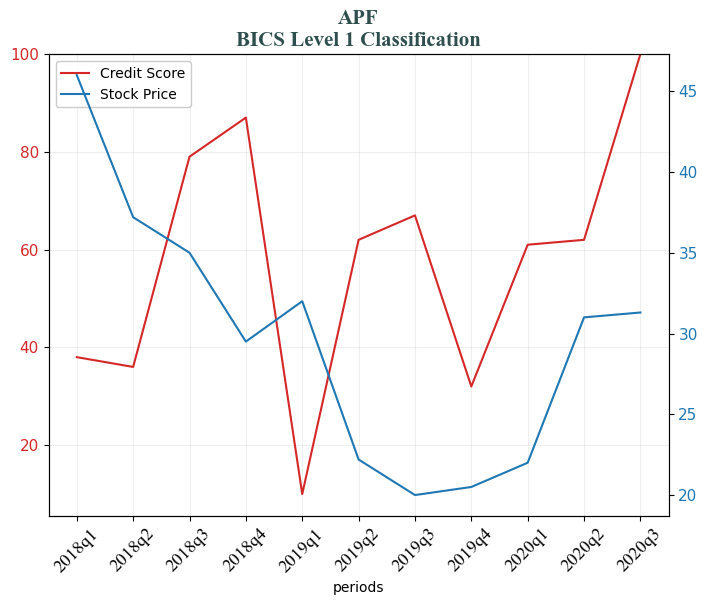 APF
BICS Level 1 Classification
Credit Score
Stock Price
100
80
60
40
20
45
40
35
30
25
20
2018q1
2018q2
2018q3
2018q4
2019q1
2019q2
2019q3
2019q4
2020q1
2020q2
2020q3
periods